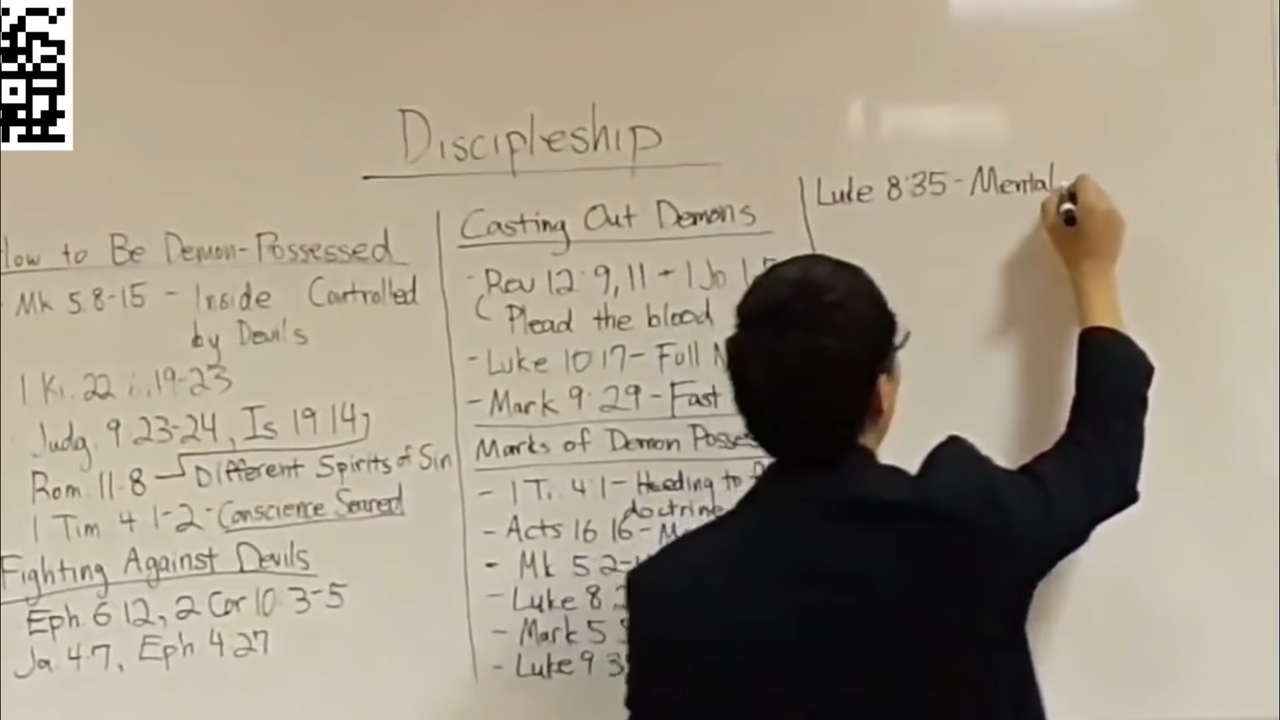 Discipleship
How to Be Demon-Possessed
Mk 5:8-15 - Inside Controlled
by Devils
1 Ki. 22:19-23
Judg. 9:23-24, Is 19:14,
Rom. 11:8 - Different Spirits of Sin
1 Tim 4:1-2 - Conscience Seared
Fighting Against Devils
Eph. 6:12, 2 Cor 10:3-5
Ja. 4:7, Eph 4:27
Casting Out Demons
- Rev 12:9,11 + 1 Jo 1
Plead the blood
- Luke 10:17 - Full
- Mark 9:29 - Fast
Marks of Demon
- 1 Ti. 4:1 - Heeding to
doctrine
- Acts 16:16 -
- Mk 5:2-
- Luke 8:
- Mark 5:
- Luke 9:3
Luke 8:35 - Mental